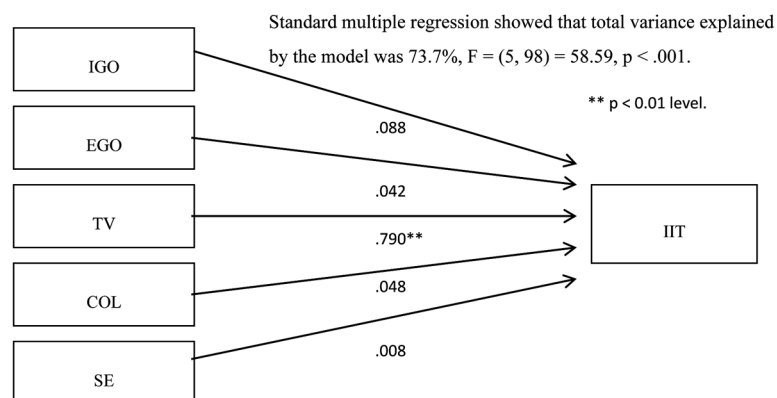 Standard multiple regression showed that total variance explained
by the model was 73.7%, F = (5, 98) = 58.59, p < .001.
** p < 0.01 level.
IGO
.088
EGO
.042
TV
.790**
IIT
COL
.048
SE
.008